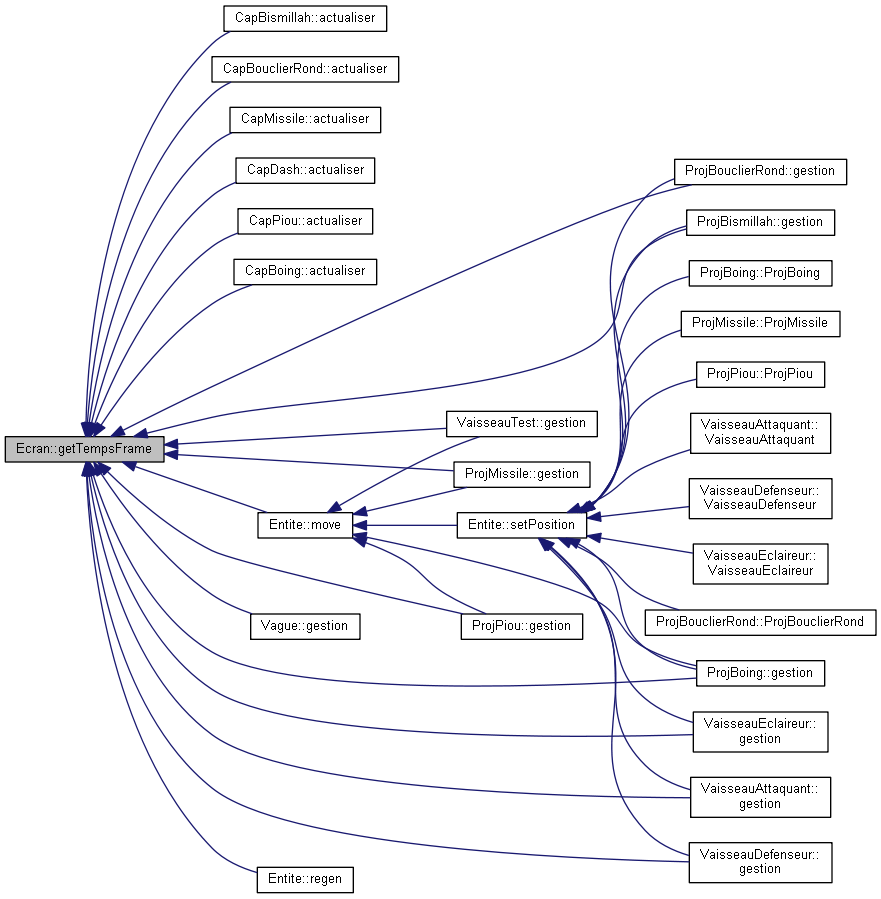 CapBismillah::actualiser
CapBouclierRond::actualiser
CapMissile::actualiser
CapDash::actualiser
CapPiou::actualiser
CapBoing::actualiser
Ecran::getTempsFrame
VaisseauTest::gestion
ProjMissile::gestion
Entite::move
Entite::setPosition
Vague::gestion
ProjPiou::gestion
Entite::regen
ProjBouclierRond::gestion
ProjBismillah::gestion
ProjBoing::ProjBoing
ProjMissile::ProjMissile
ProjPiou::ProjPiou
VaisseauAttaquant::
VaisseauAttaquant
VaisseauDefenseur::
VaisseauDefenseur
VaisseauEclaireur::
VaisseauEclaireur
ProjBouclierRond::ProjBouclierRond
ProjBoing::gestion
VaisseauEclaireur::
gestion
VaisseauAttaquant::
gestion
VaisseauDefenseur::
gestion